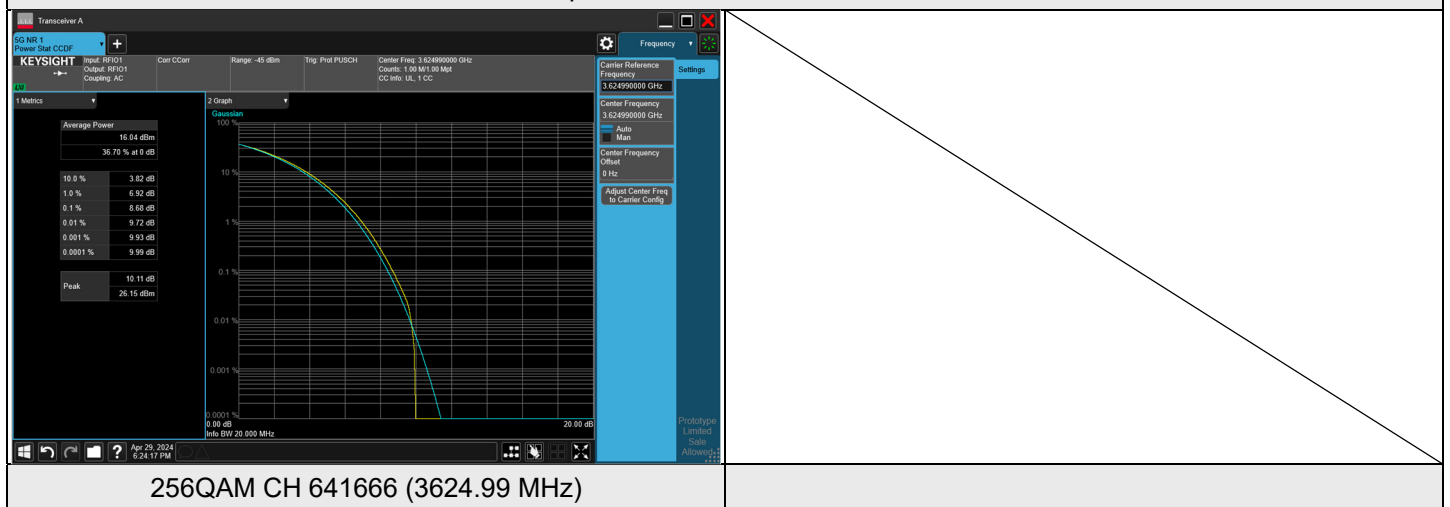 Transceiver A
5G NR 1
Power Stat CCDF
+
Frequency
KEYSIGHT
Input: RFIO1
Output: RFIO1
Coupling: AC
Corr CCorr
Range: -45 dBm
Trig: Prot PUSCH
Center Freq: 3.624990000 GHz
Counts: 1.00 M/1.00 Mpt
CC Info: UL, 1 CC
1 Metrics
Average Power
16.04 dBm
36.70 % at 0 dB
10.0 % 3.82 dB
1.0 % 6.92 dB
0.1 % 8.68 dB
0.01 % 9.72 dB
0.001 % 9.93 dB
0.0001 % 9.99 dB
Peak
10.11 dB
26.15 dBm
2 Graph
Gaussian
100 %
10 %
1 %
0.1 %
0.01 %
0.001 %
0.0001 %
0.00 dB
20.00 dB
Info BW 20.000 MHz
Carrier Reference
Frequency
3.624990000 GHz
Center Frequency
3.624990000 GHz
Auto
Man
Center Frequency
Offset
0 Hz
Adjust Center Freq
to Carrier Config
Settings
Prototype
Limited
Sale
Allowed
?
Apr 29, 2024
6:24:17 PM
256QAM CH 641666 (3624.99 MHz)